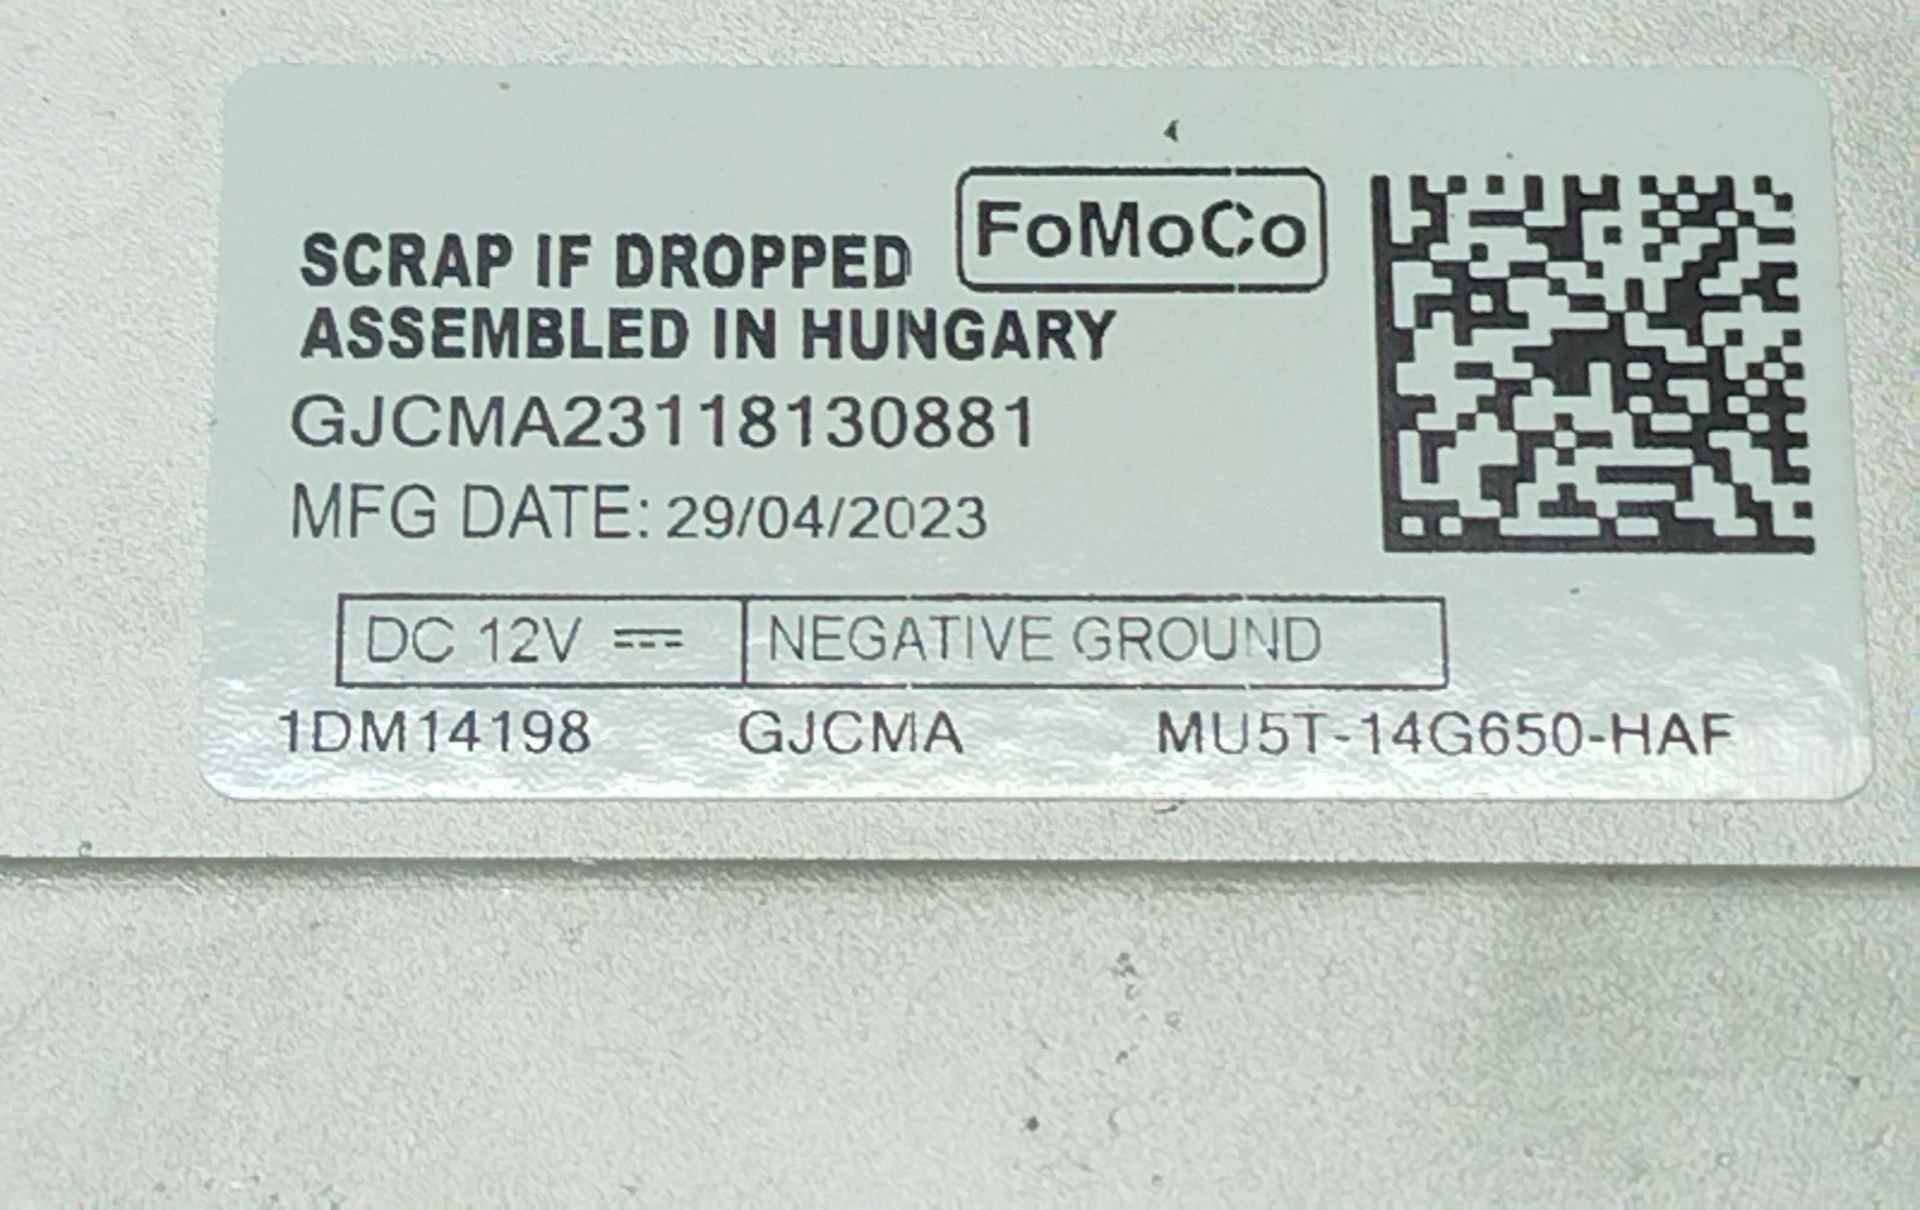 FoMoCo
SCRAP IF DROPPED
ASSEMBLED IN HUNGARY
GJCMA23118130881
MFG DATE: 29/04/2023
DC 12V NEGATIVE GROUND
1DM14198 GJCMA MU5T-14G650-HAF